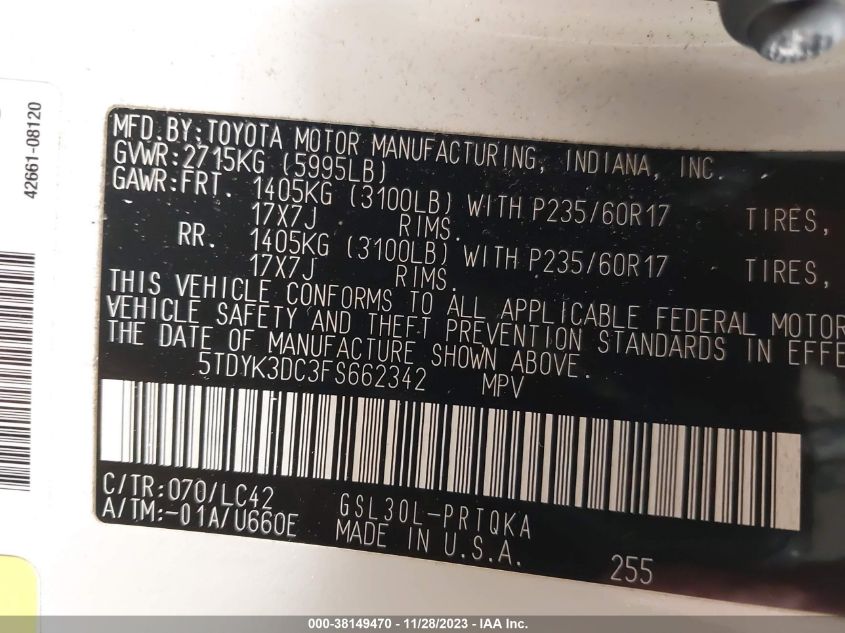 42661-08120
MFD.BY:TOYOTA MOTOR MANUFACTURING, INDIANA, INC.
GVWR:2715KG (5995LB)
GAWR:FRT. 1405KG (3100LB) WITH P235/60R17 TIRES,
17X7J RIMS.
RR. 1405KG (3100LB) WITH P235/60R17 TIRES,
17X7J RIMS.
THIS VEHICLE CONFORMS TO ALL APPLICABLE FEDERAL MOTOR
VEHICLE SAFETY AND THEFT PREVENTION STANDARDS IN EFFE
THE DATE OF MANUFACTURE SHOWN ABOVE.
5TDYK3DC3FS662342 MPV
C/TR:070/LC42 GSL30L-PRTQKA
A/TM:-01A/U660E MADE IN U.S.A.
255
000-38149470 - 11/28/2023 - IAA Inc.